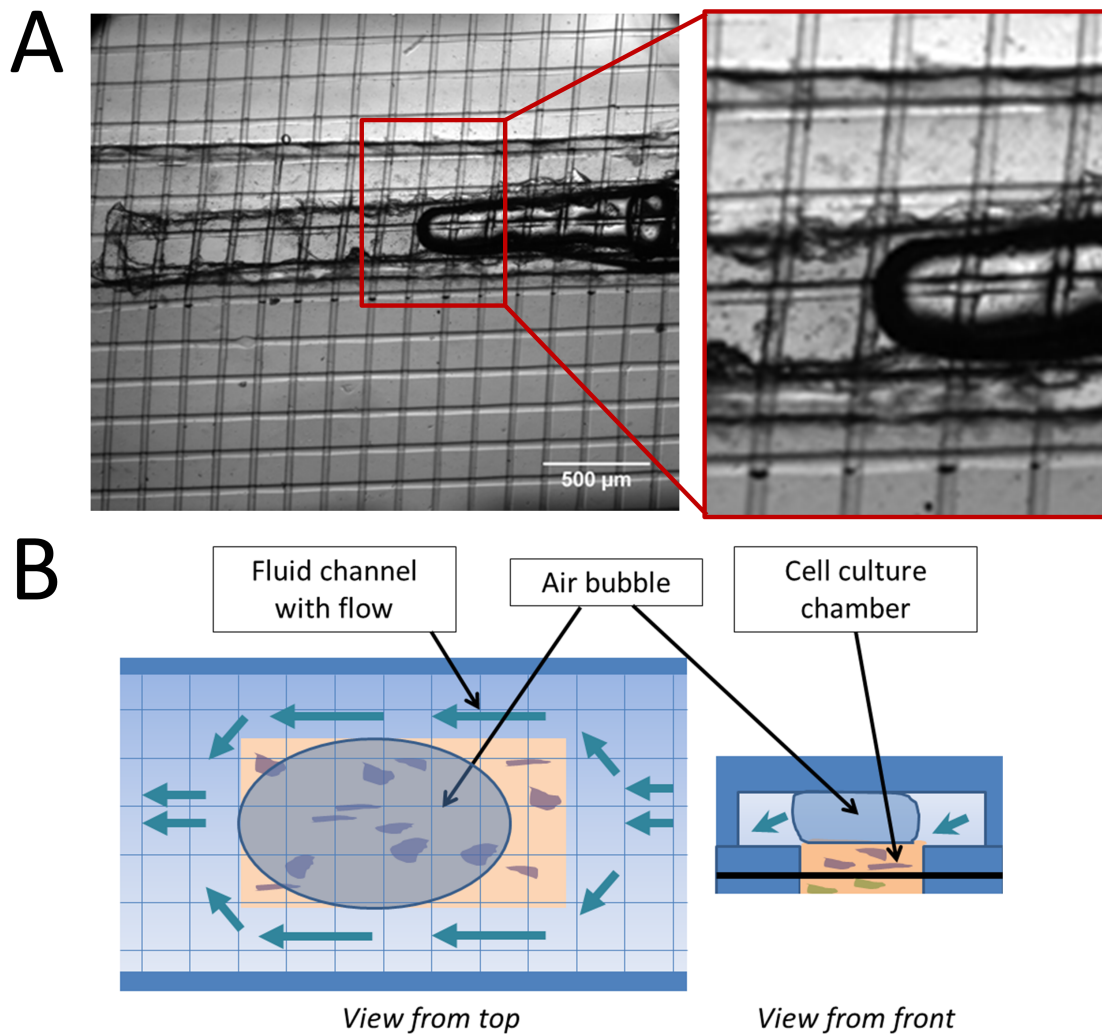 A
500 µm
B
Fluid channel
with flow
Air bubble
Cell culture
chamber
View from top
View from front